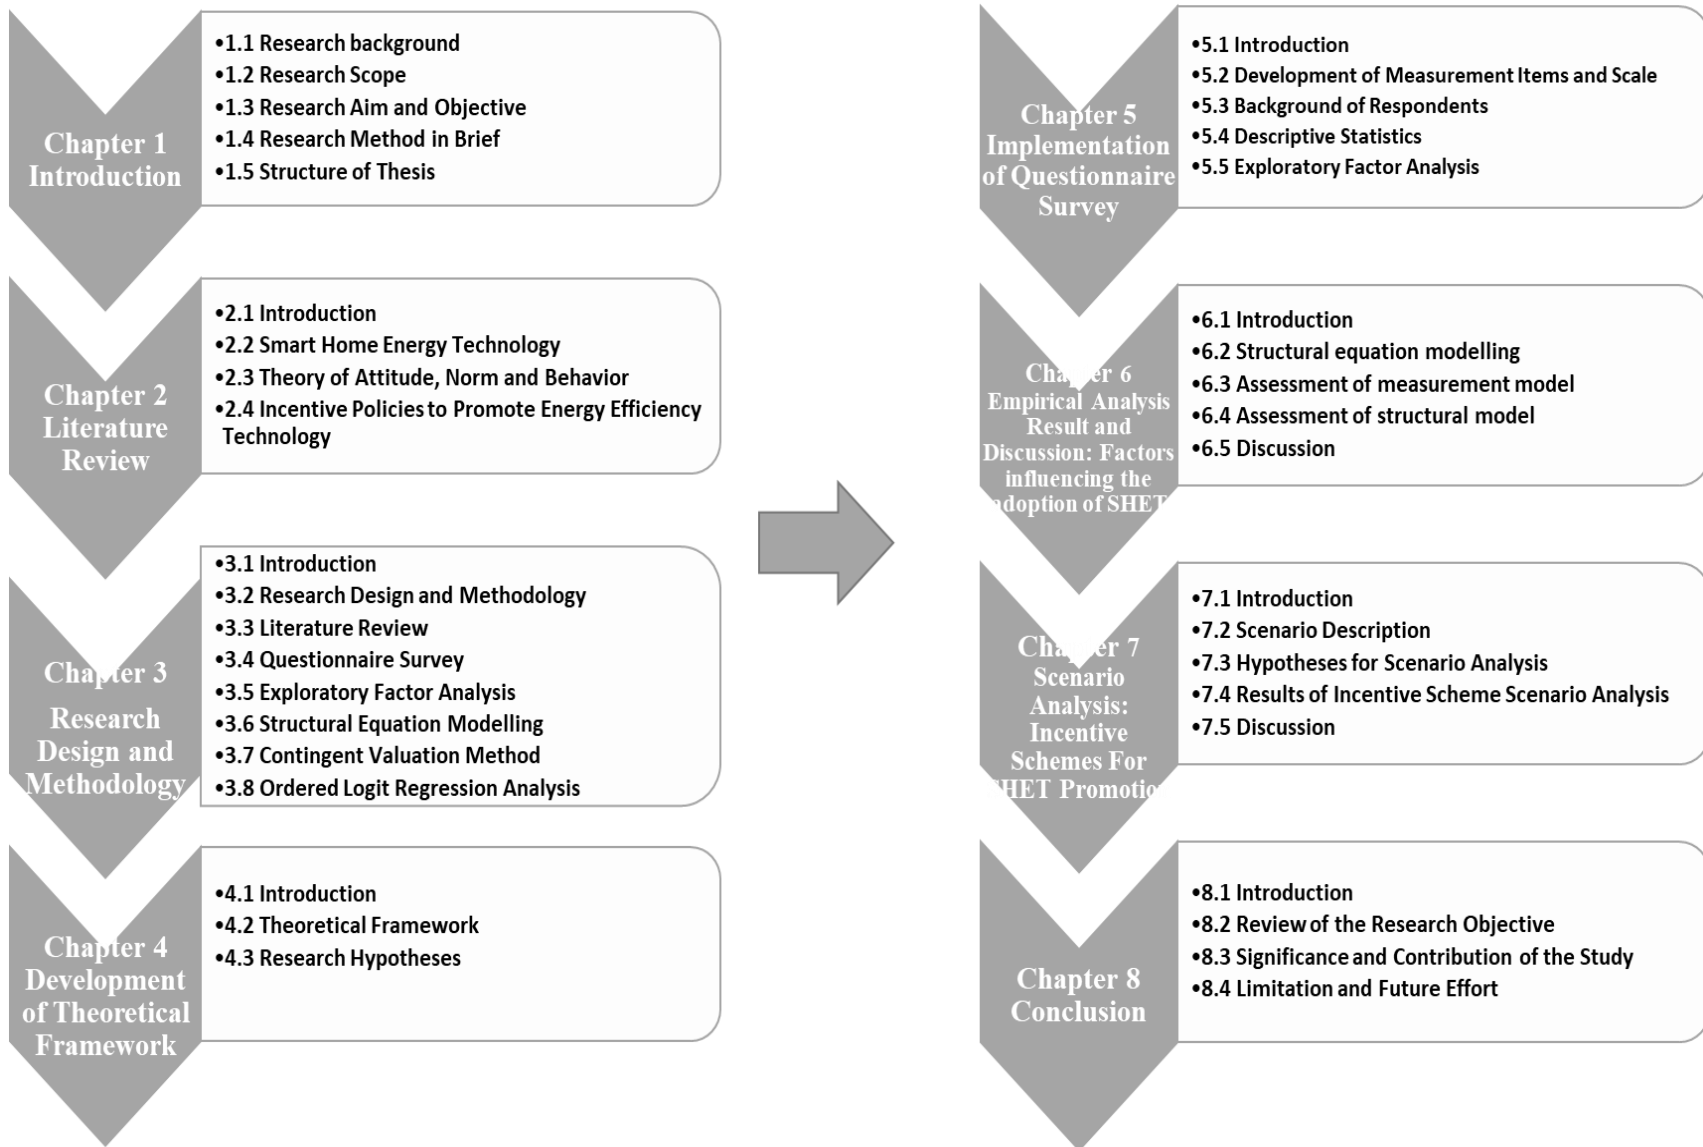 Chapter 1
Introduction
•1.1 Research background
•1.2 Research Scope
•1.3 Research Aim and Objective
•1.4 Research Method in Brief
•1.5 Structure of Thesis
Chapter 2
Literature
Review
•2.1 Introduction
•2.2 Smart Home Energy Technology
•2.3 Theory of Attitude, Norm and Behavior
•2.4 Incentive Policies to Promote Energy Efficiency
Technology
Chapter 3
Research
Design and
Methodology
•3.1 Introduction
•3.2 Research Design and Methodology
•3.3 Literature Review
•3.4 Questionnaire Survey
•3.5 Exploratory Factor Analysis
•3.6 Structural Equation Modelling
•3.7 Contingent Valuation Method
•3.8 Ordered Logit Regression Analysis
Chapter 4
Development
of Theoretical
Framework
•4.1 Introduction
•4.2 Theoretical Framework
•4.3 Research Hypotheses
Chapter 5
Implementation
of Questionnaire
Survey
•5.1 Introduction
•5.2 Development of Measurement Items and Scale
•5.3 Background of Respondents
•5.4 Descriptive Statistics
•5.5 Exploratory Factor Analysis
Chapter 6
Empirical Analysis
Result and
Discussion: Factors
influencing the
adoption of SHET
•6.1 Introduction
•6.2 Structural equation modelling
•6.3 Assessment of measurement model
•6.4 Assessment of structural model
•6.5 Discussion
Chapter 7
Scenario
Analysis:
Incentive
Schemes For
SHET Promotion
•7.1 Introduction
•7.2 Scenario Description
•7.3 Hypotheses for Scenario Analysis
•7.4 Results of Incentive Scheme Scenario Analysis
•7.5 Discussion
Chapter 8
Conclusion
•8.1 Introduction
•8.2 Review of the Research Objective
•8.3 Significance and Contribution of the Study
•8.4 Limitation and Future Effort